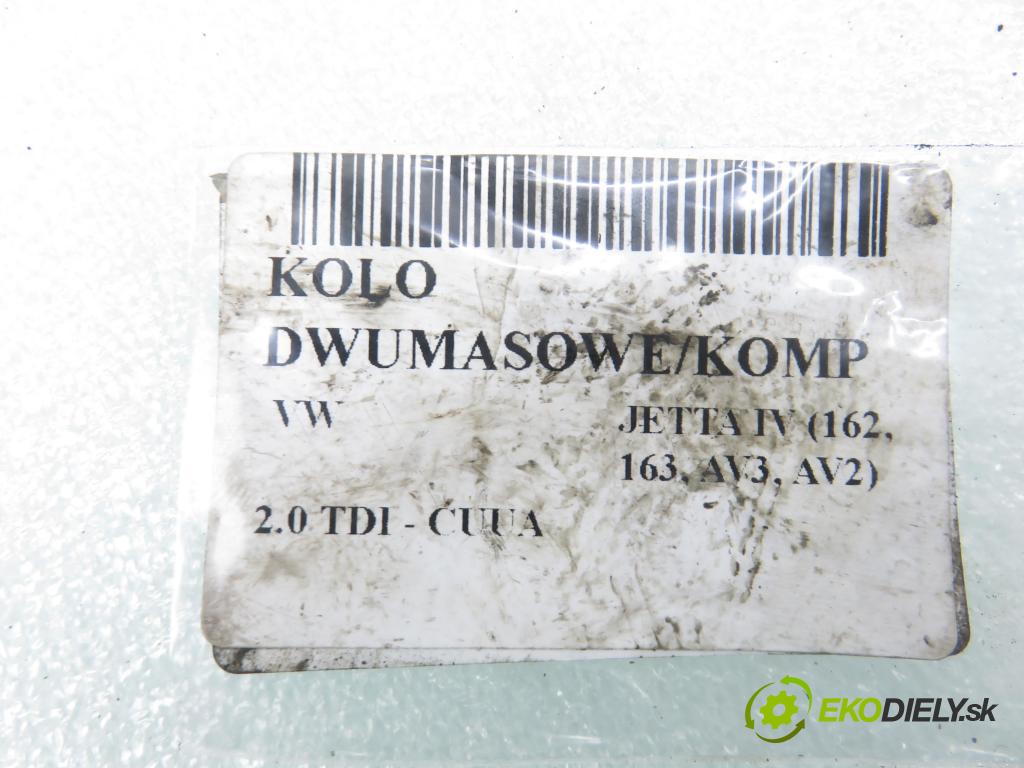 KOLO
DWUMASOWE/KOMP
VW JETTA IV (162,
163, AV3, AV2)
2.0 TDI - CUUA
EKODIELY.sk